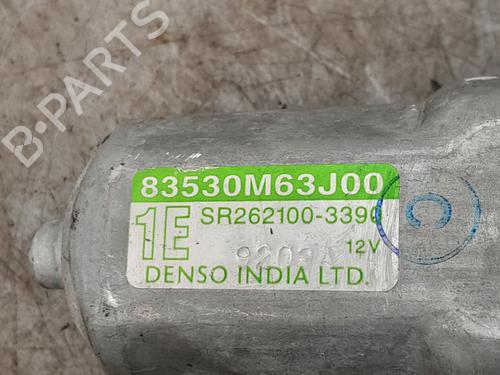 B-PARTS
83530M63J00
1E SR262100-3390
12V
DENSO INDIA LTD.
C